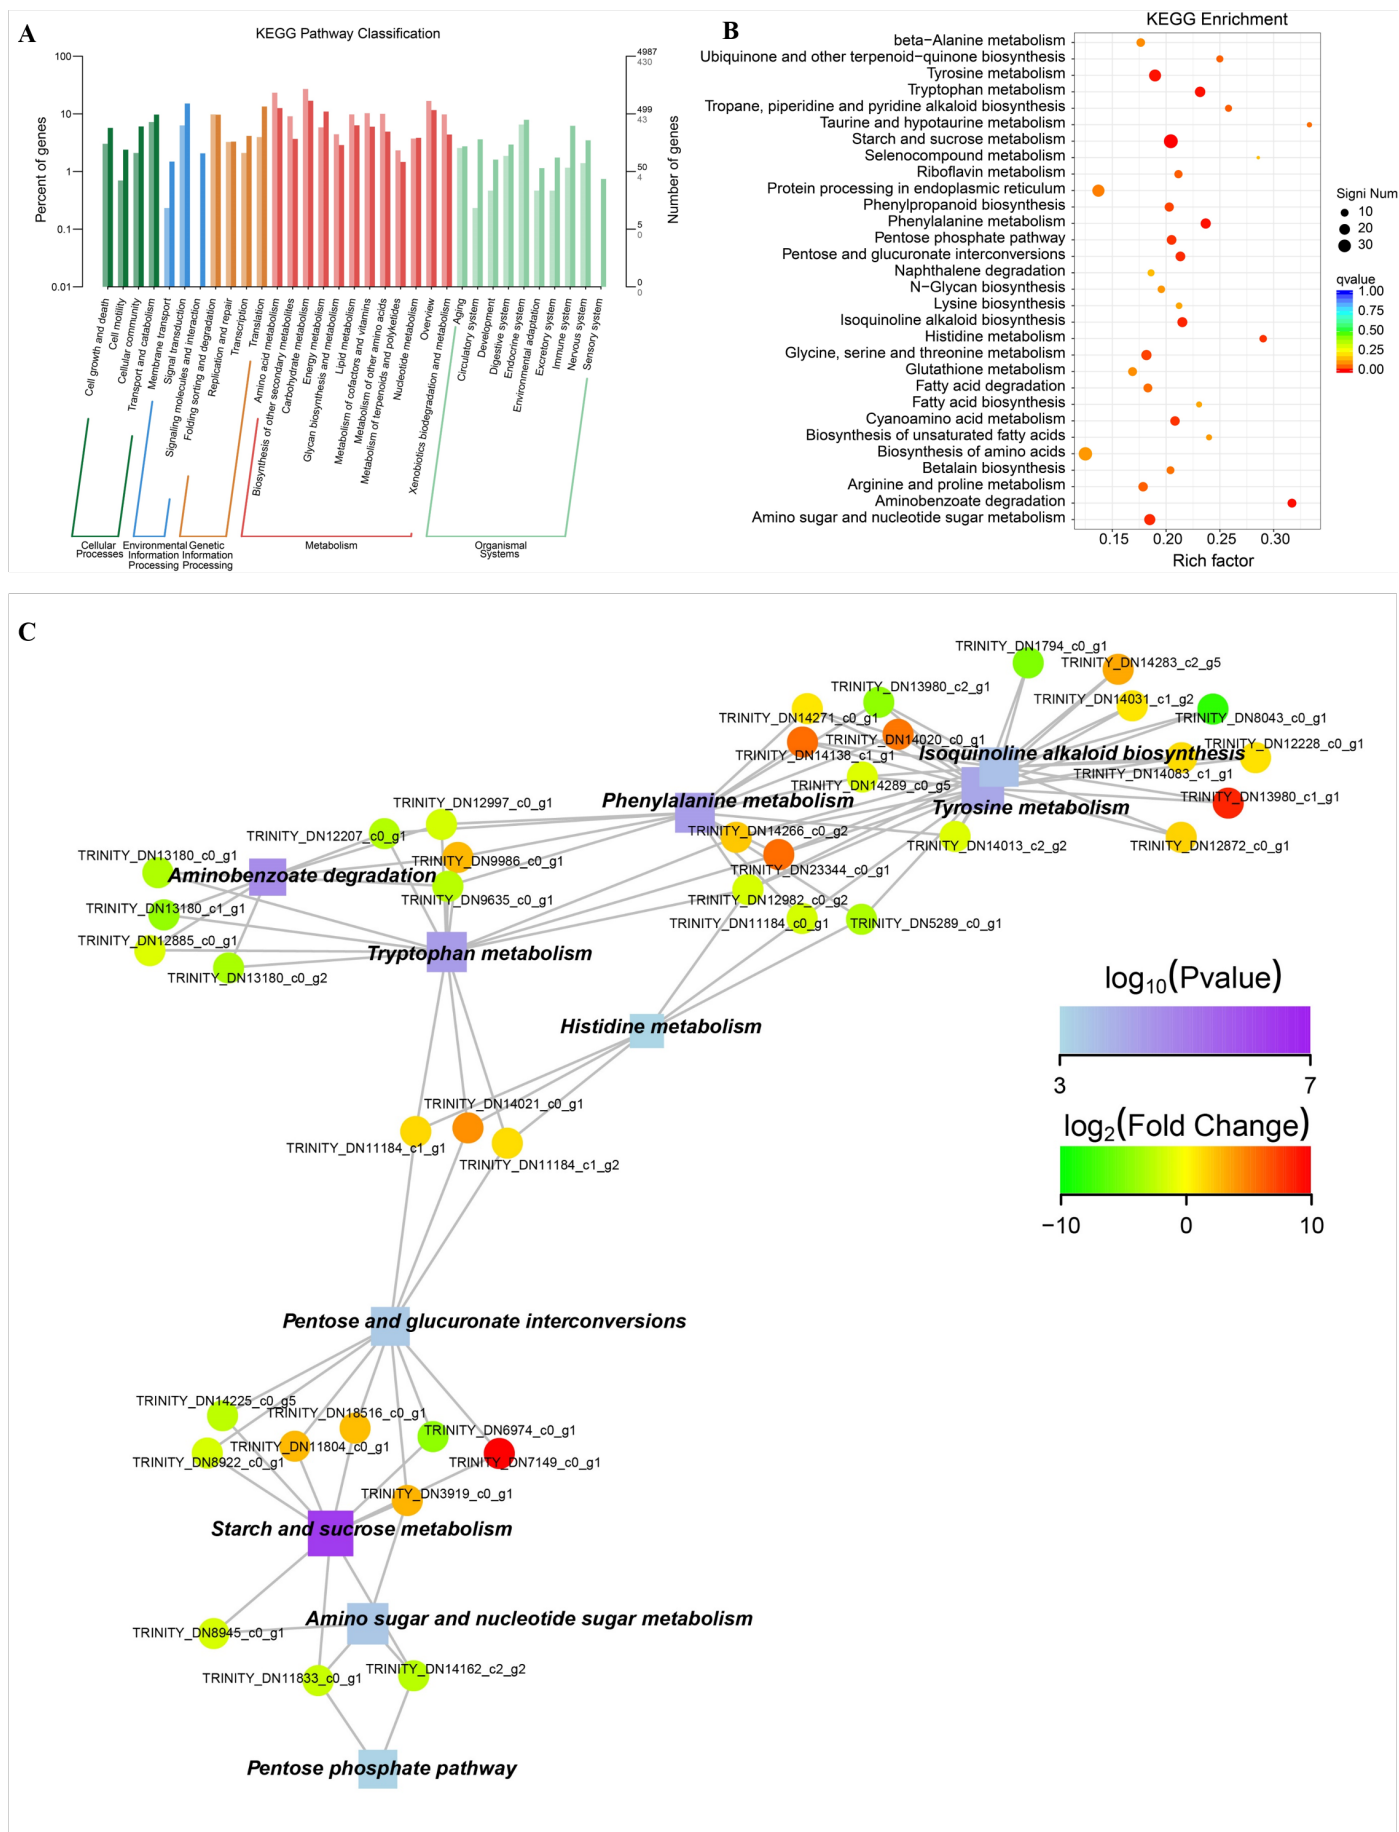 A
KEGG Pathway Classification
100
10
1
0.1
0.01
Percent of genes
4987
430
499
43
50
4
5
0
0
0
Number of genes
Cell growth and death
Cell motility
Cellular community
Transport and catabolism
Membrane transport
Signal transduction
Signaling molecules and interaction
Folding sorting and degradation
Replication and repair
Transcription
Translation
Amino acid metabolism
Biosynthesis of other secondary metabolites
Carbohydrate metabolism
Energy metabolism
Glycan biosynthesis and metabolism
Lipid metabolism
Metabolism of cofactors and vitamins
Metabolism of other amino acids
Metabolism of terpenoids and polyketides
Nucleotide metabolism
Overview
Xenobiotics biodegradation and metabolism
Aging
Circulatory system
Development
Digestive system
Endocrine system
Environmental adaptation
Excretory system
Immune system
Nervous system
Sensory system
Cellular
Processes
Environmental
Information
Processing
Genetic
Information
Processing
Metabolism
Organismal
Systems
B
KEGG Enrichment
beta−Alanine metabolism
Ubiquinone and other terpenoid−quinone biosynthesis
Tyrosine metabolism
Tryptophan metabolism
Tropane, piperidine and pyridine alkaloid biosynthesis
Taurine and hypotaurine metabolism
Starch and sucrose metabolism
Selenocompound metabolism
Riboflavin metabolism
Protein processing in endoplasmic reticulum
Phenylpropanoid biosynthesis
Phenylalanine metabolism
Pentose phosphate pathway
Pentose and glucuronate interconversions
Naphthalene degradation
N−Glycan biosynthesis
Lysine biosynthesis
Isoquinoline alkaloid biosynthesis
Histidine metabolism
Glycine, serine and threonine metabolism
Glutathione metabolism
Fatty acid degradation
Fatty acid biosynthesis
Cyanoamino acid metabolism
Biosynthesis of unsaturated fatty acids
Biosynthesis of amino acids
Betalain biosynthesis
Arginine and proline metabolism
Aminobenzoate degradation
Amino sugar and nucleotide sugar metabolism
0.15 0.20 0.25 0.30
Rich factor
Signi Num
10
20
30
qvalue
1.00
0.75
0.50
0.25
0.00
C
TRINITY_DN1794_c0_g1
TRINITY_DN14283_c2_g5
TRINITY_DN13980_c2_g1
TRINITY_DN14031_c1_g2
TRINITY_DN14271_c0_g1
TRINITY_DN8043_c0_g1
TRINITY_DN14020_c0_g1
TRINITY_DN12228_c0_g1
TRINITY_DN14138_c1_g1
Isoquinoline alkaloid biosynthesis
TRINITY_DN14083_c1_g1
TRINITY_DN14289_c0_g5
TRINITY_DN13980_c1_g1
Phenylalanine metabolism
Tyrosine metabolism
TRINITY_DN12997_c0_g1
TRINITY_DN14266_c0_g2
TRINITY_DN12207_c0_g1
TRINITY_DN14013_c2_g2
TRINITY_DN12872_c0_g1
TRINITY_DN13180_c0_g1
TRINITY_DN9986_c0_g1
TRINITY_DN23344_c0_g1
Aminobenzoate degradation
TRINITY_DN9635_c0_g1
TRINITY_DN12982_c0_g2
TRINITY_DN13180_c1_g1
TRINITY_DN11184_c0_g1
TRINITY_DN5289_c0_g1
TRINITY_DN12885_c0_g1
Tryptophan metabolism
TRINITY_DN13180_c0_g2
Histidine metabolism
log10(Pvalue)
3 7
TRINITY_DN14021_c0_g1
log2(Fold Change)
−10 0 10
TRINITY_DN11184_c1_g1
TRINITY_DN11184_c1_g2
Pentose and glucuronate interconversions
TRINITY_DN14225_c0_g5
TRINITY_DN18516_c0_g1
TRINITY_DN6974_c0_g1
TRINITY_DN11804_c0_g1
TRINITY_DN8922_c0_g1
TRINITY_DN7149_c0_g1
TRINITY_DN3919_c0_g1
Starch and sucrose metabolism
Amino sugar and nucleotide sugar metabolism
TRINITY_DN8945_c0_g1
TRINITY_DN14162_c2_g2
TRINITY_DN11833_c0_g1
Pentose phosphate pathway